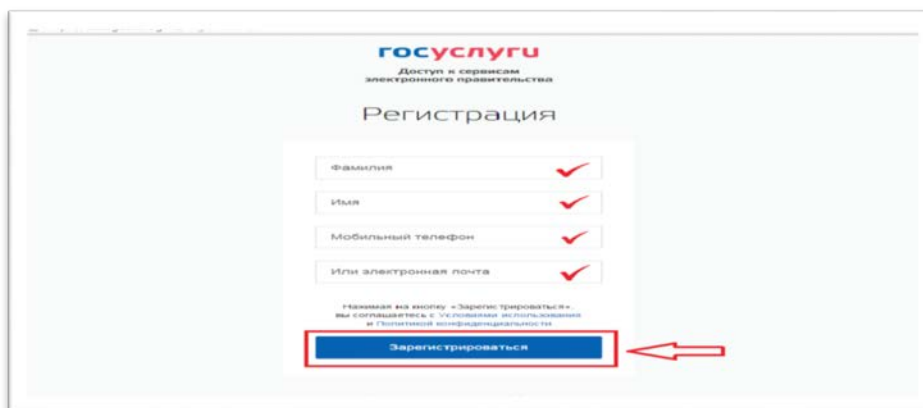 госуслуги
Доступ к сервисам
электронного правительства
Регистрация
Фамилия
Имя
Мобильный телефон
Или электронная почта
Нажимая на кнопку «Зарегистрироваться»,
вы соглашаетесь с Условиями использования
и Политикой конфиденциальности
Зарегистрироваться